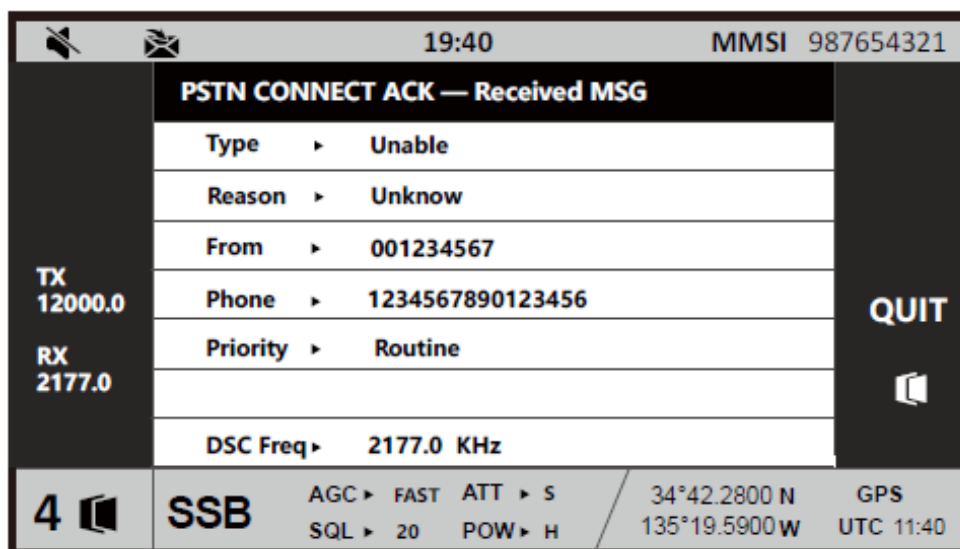 19:40 MMSI 987654321
PSTN CONNECT ACK — Received MSG
Type ▸ Unable
Reason ▸ Unknow
From ▸ 001234567
Phone ▸ 1234567890123456
Priority ▸ Routine
DSC Freq ▸ 2177.0 KHz
TX
12000.0
RX
2177.0
QUIT
4 SSB
AGC ▸ FAST ATT ▸ S
SQL ▸ 20 POW ▸ H
34°42.2800 N
135°19.5900 W
GPS
UTC 11:40